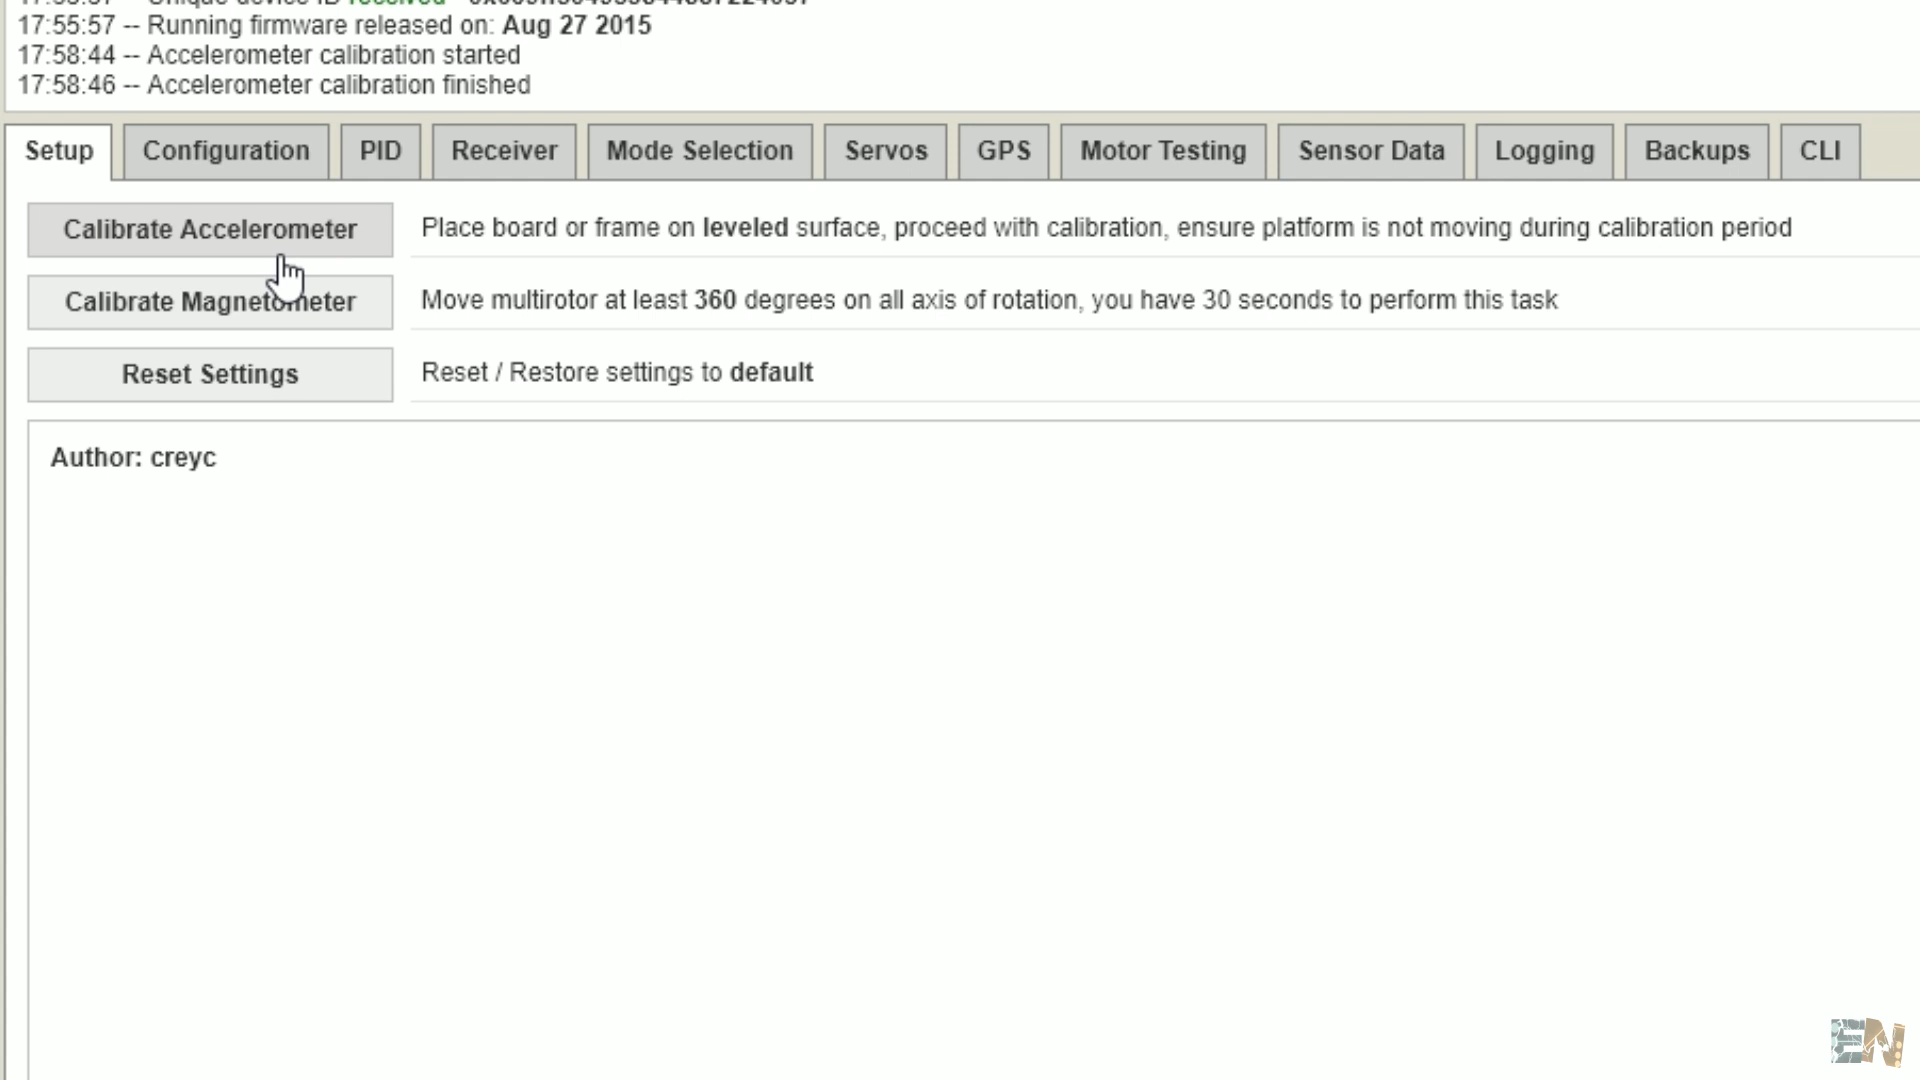 received
17:55:57 -- Running firmware released on: Aug 27 2015
17:58:44 -- Accelerometer calibration started
17:58:46 -- Accelerometer calibration finished
Setup Configuration PID Receiver Mode Selection Servos GPS Motor Testing Sensor Data Logging Backups CLI
Calibrate Accelerometer Place board or frame on leveled surface, proceed with calibration, ensure platform is not moving during calibration period
Calibrate Magnetometer Move multirotor at least 360 degrees on all axis of rotation, you have 30 seconds to perform this task
Reset Settings Reset / Restore settings to default
Author: creyc
EN